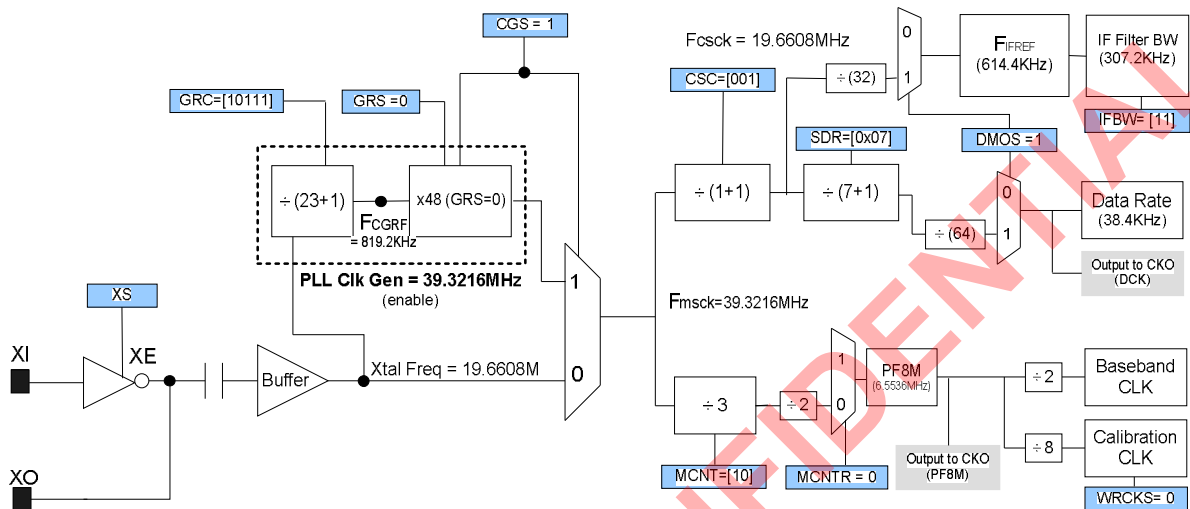 CGS = 1
Fcsck = 19.6608MHz
0
1
FIFREF
(614.4KHz)
IF Filter BW
(307.2KHz)
CSC=[001]
÷(32)
GRC=[10111]
GRS =0
IFBW= [11]
SDR=[0x07]
DMOS =1
÷(23+1)
x48 (GRS=0)
FCGRF
= 819.2KHz
÷(1+1)
÷(7+1)
÷(64)
0
1
Data Rate
(38.4KHz)
PLL Clk Gen = 39.3216MHz
(enable)
Output to CKO
(DCK)
XS
1
0
Fmsck=39.3216MHz
XI
XE
Buffer
Xtal Freq = 19.6608M
÷3
÷2
1
0
PF8M
(6.5536MHz)
÷2
Baseband
CLK
÷8
Calibration
CLK
XO
MCNT=[10]
MCNTR = 0
Output to CKO
(PF8M)
WRCKS= 0
CONFIDENTIAL